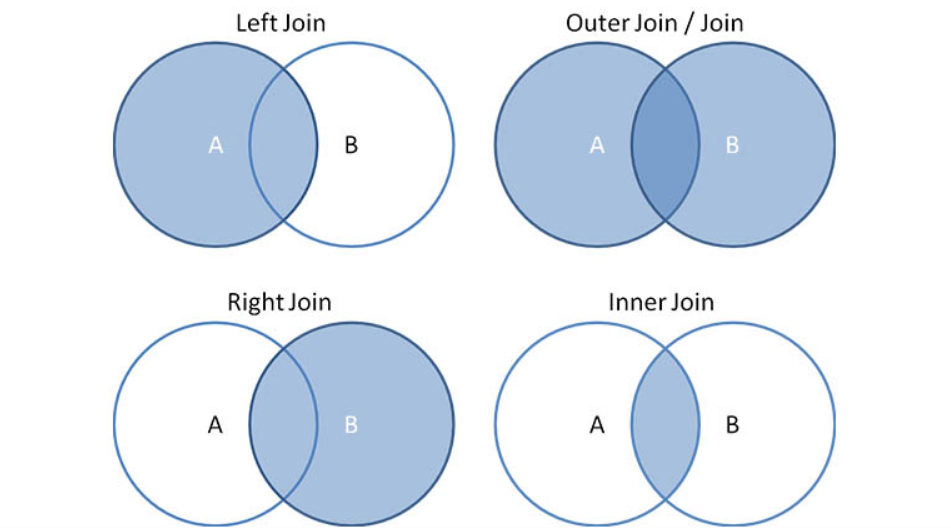 Left Join
Outer Join / Join
A B
A B
Right Join
Inner Join
A B
A B